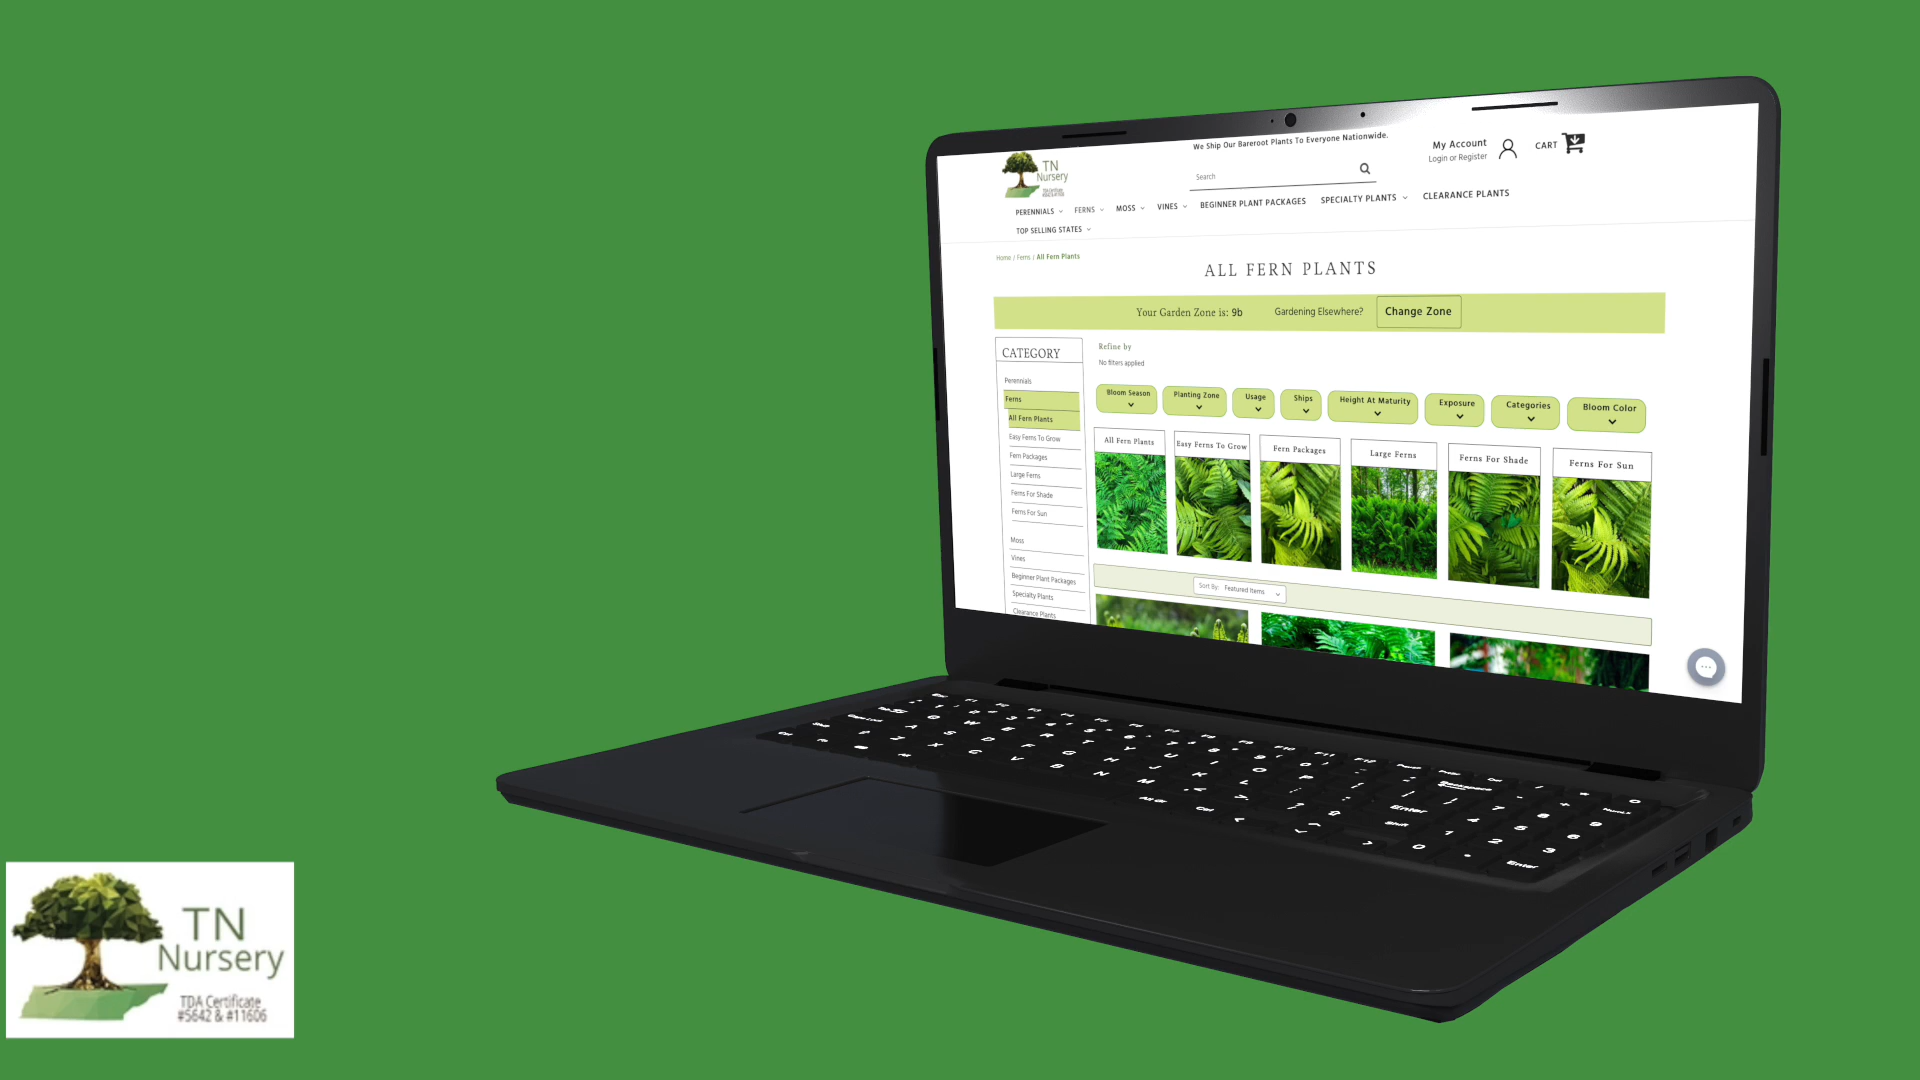 We Ship Our Bareroot Plants To Everyone Nationwide.
TN
Nursery
My Account
Login or Register
CART
Search
PERENNIALS FERNS MOSS VINES BEGINNER PLANT PACKAGES SPECIALTY PLANTS CLEARANCE PLANTS
TOP SELLING STATES
Home / Ferns / All Fern Plants
ALL FERN PLANTS
Your Garden Zone is: 9b Gardening Elsewhere? Change Zone
CATEGORY
Perennials
Ferns
All Fern Plants
Easy Ferns To Grow
Fern Packages
Large Ferns
Ferns For Shade
Ferns For Sun
Moss
Vines
Beginner Plant Packages
Specialty Plants
Clearance Plants
Refine by
No filters applied
Bloom Season Planting Zone Usage Ships Height At Maturity Exposure Categories Bloom Color
All Fern Plants Easy Ferns To Grow Fern Packages Large Ferns Ferns For Shade Ferns For Sun
Sort By: Featured Items
TN
Nursery
TDA Certificate
#5642 & #11606